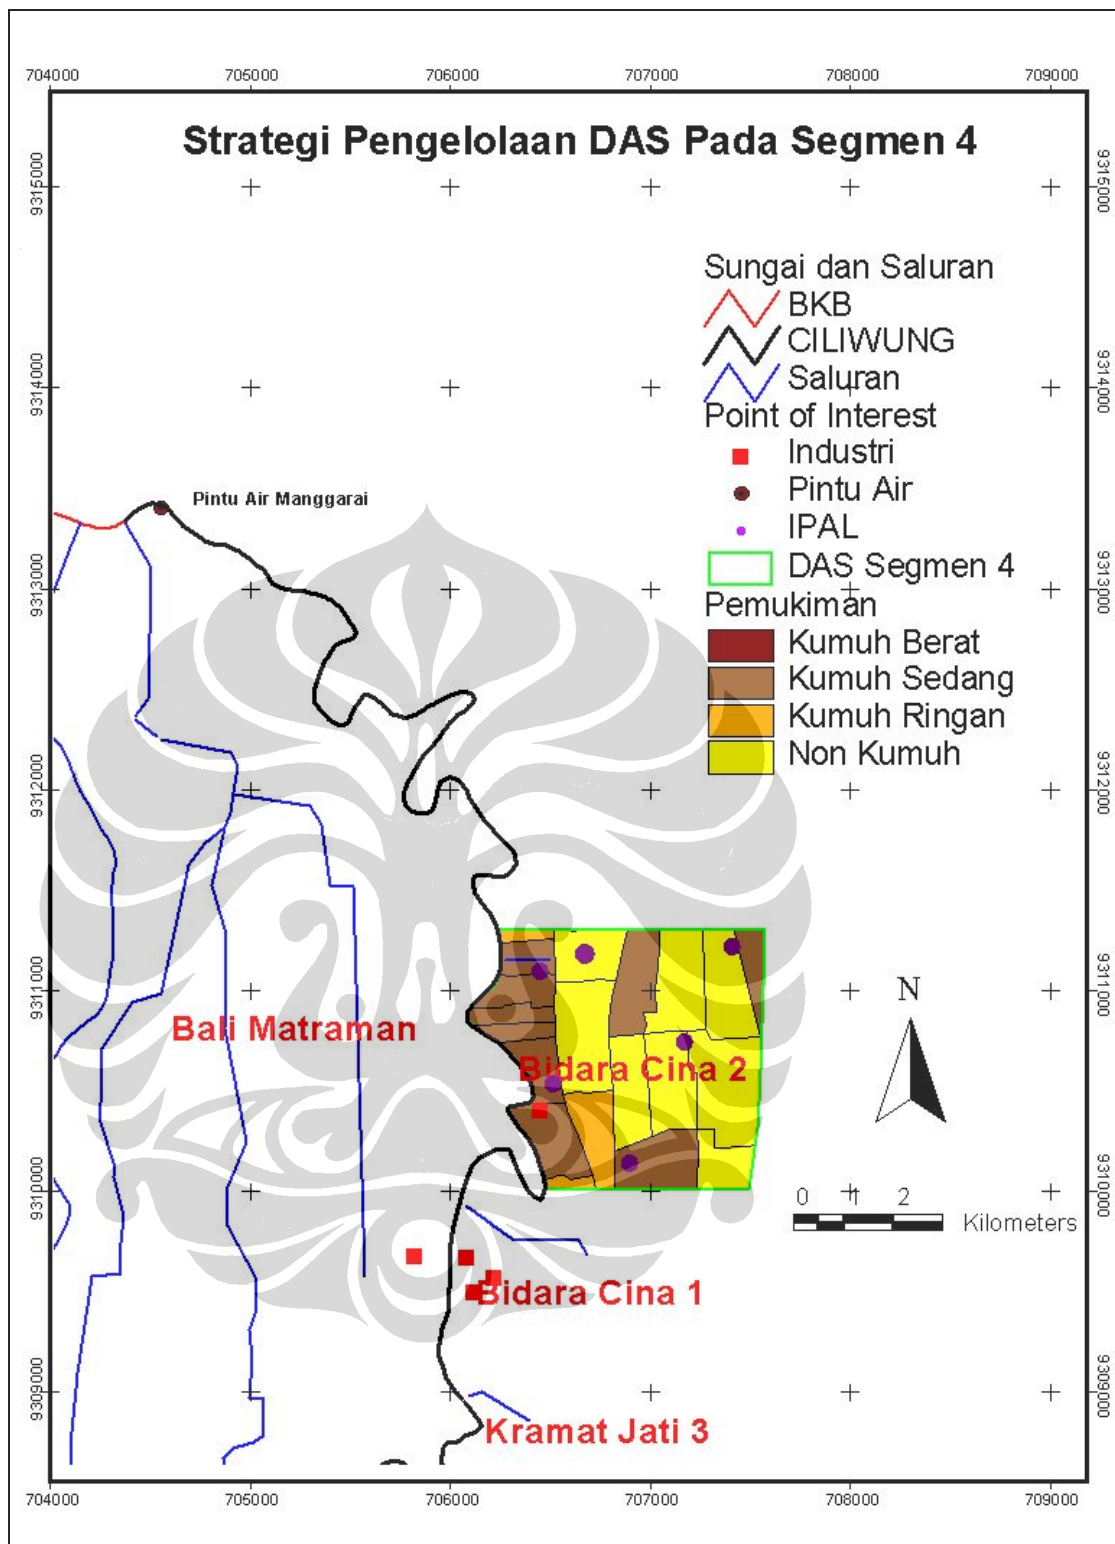 704000 705000 706000 707000 708000 709000
Strategi Pengelolaan DAS Pada Segmen 4
9315000 9315000
Sungai dan Saluran
BKB
CILIWUNG
Saluran
9314000 9314000
Point of Interest
Industri
Pintu Air
Pintu Air Manggarai
IPAL
DAS Segmen 4
9313000 9313000
Pemukiman
Kumuh Berat
Kumuh Sedang
Kumuh Ringan
Non Kumuh
9312000 9312000
9311000 9311000
N
Bali Matraman
Bidara Cina 2
9310000 9310000
0 1 2
Kilometers
Bidara Cina 1
9309000 9309000
Kramat Jati 3
704000 705000 706000 707000 708000 709000